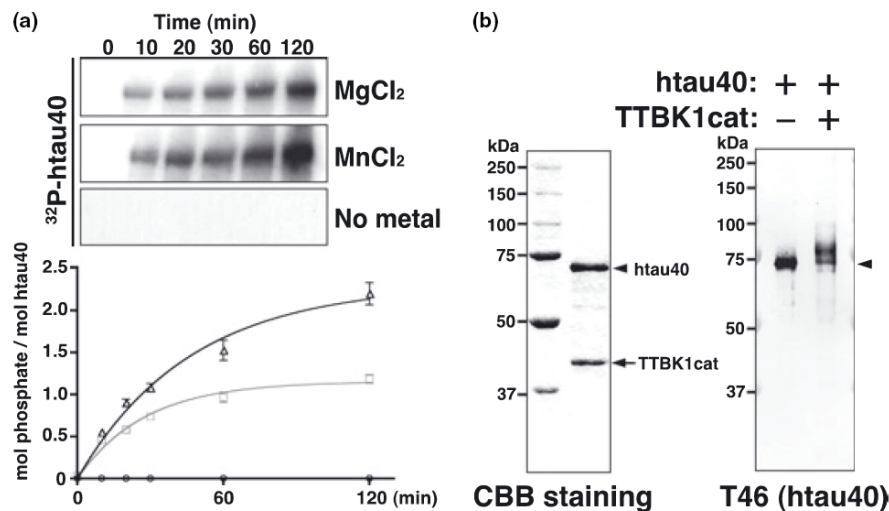 (a)
Time (min)
0 10 20 30 60 120
³²P-htau40
MgCl₂
MnCl₂
No metal
mol phosphate / mol htau40
2.5
2.0
1.5
1.0
0.5
0
0 60 120 (min)
(b)
htau40: + +
TTBK1cat: − +
kDa
250
150
100
75
50
37
htau40
TTBK1cat
CBB staining
kDa
250
150
100
75
50
37
T46 (htau40)